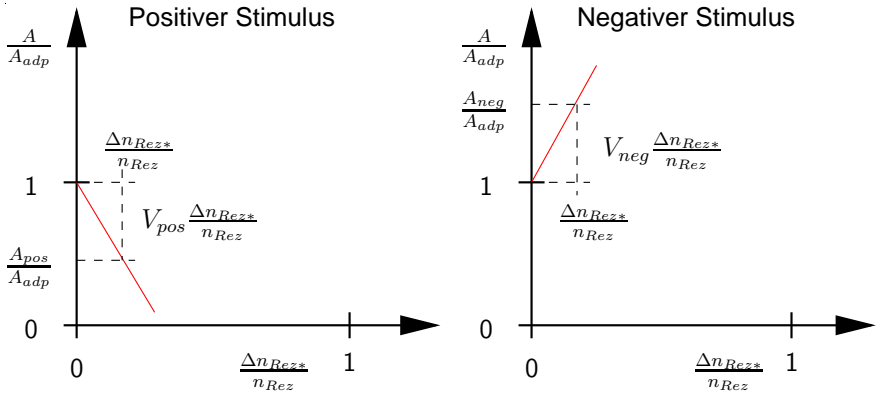 Positiver Stimulus
A/A_adp
Δn_Rez∗/n_Rez
1
V_pos Δn_Rez∗/n_Rez
A_pos/A_adp
0
0
Δn_Rez∗/n_Rez
1
Negativer Stimulus
A/A_adp
A_neg/A_adp
V_neg Δn_Rez∗/n_Rez
1
Δn_Rez∗/n_Rez
0
0
Δn_Rez∗/n_Rez
1